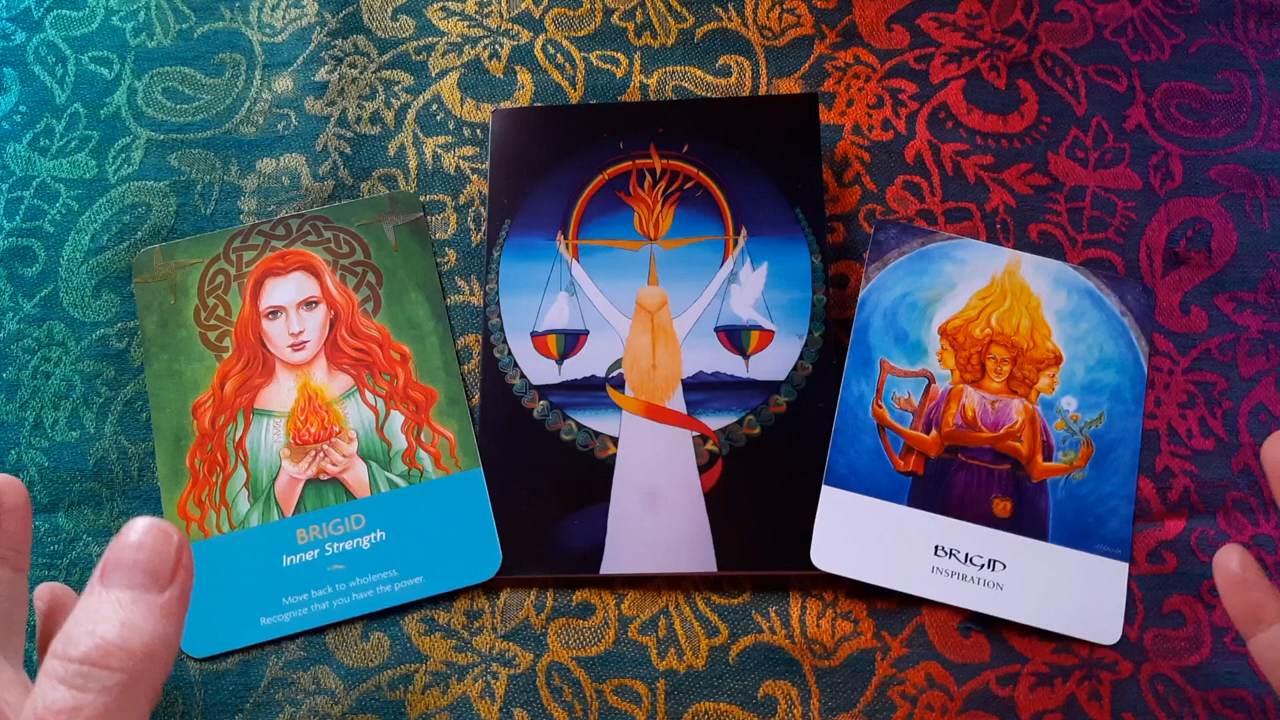 BRIGID
Inner Strength
Move back to wholeness.
Recognize that you have the power.
BRIGID
INSPIRATION